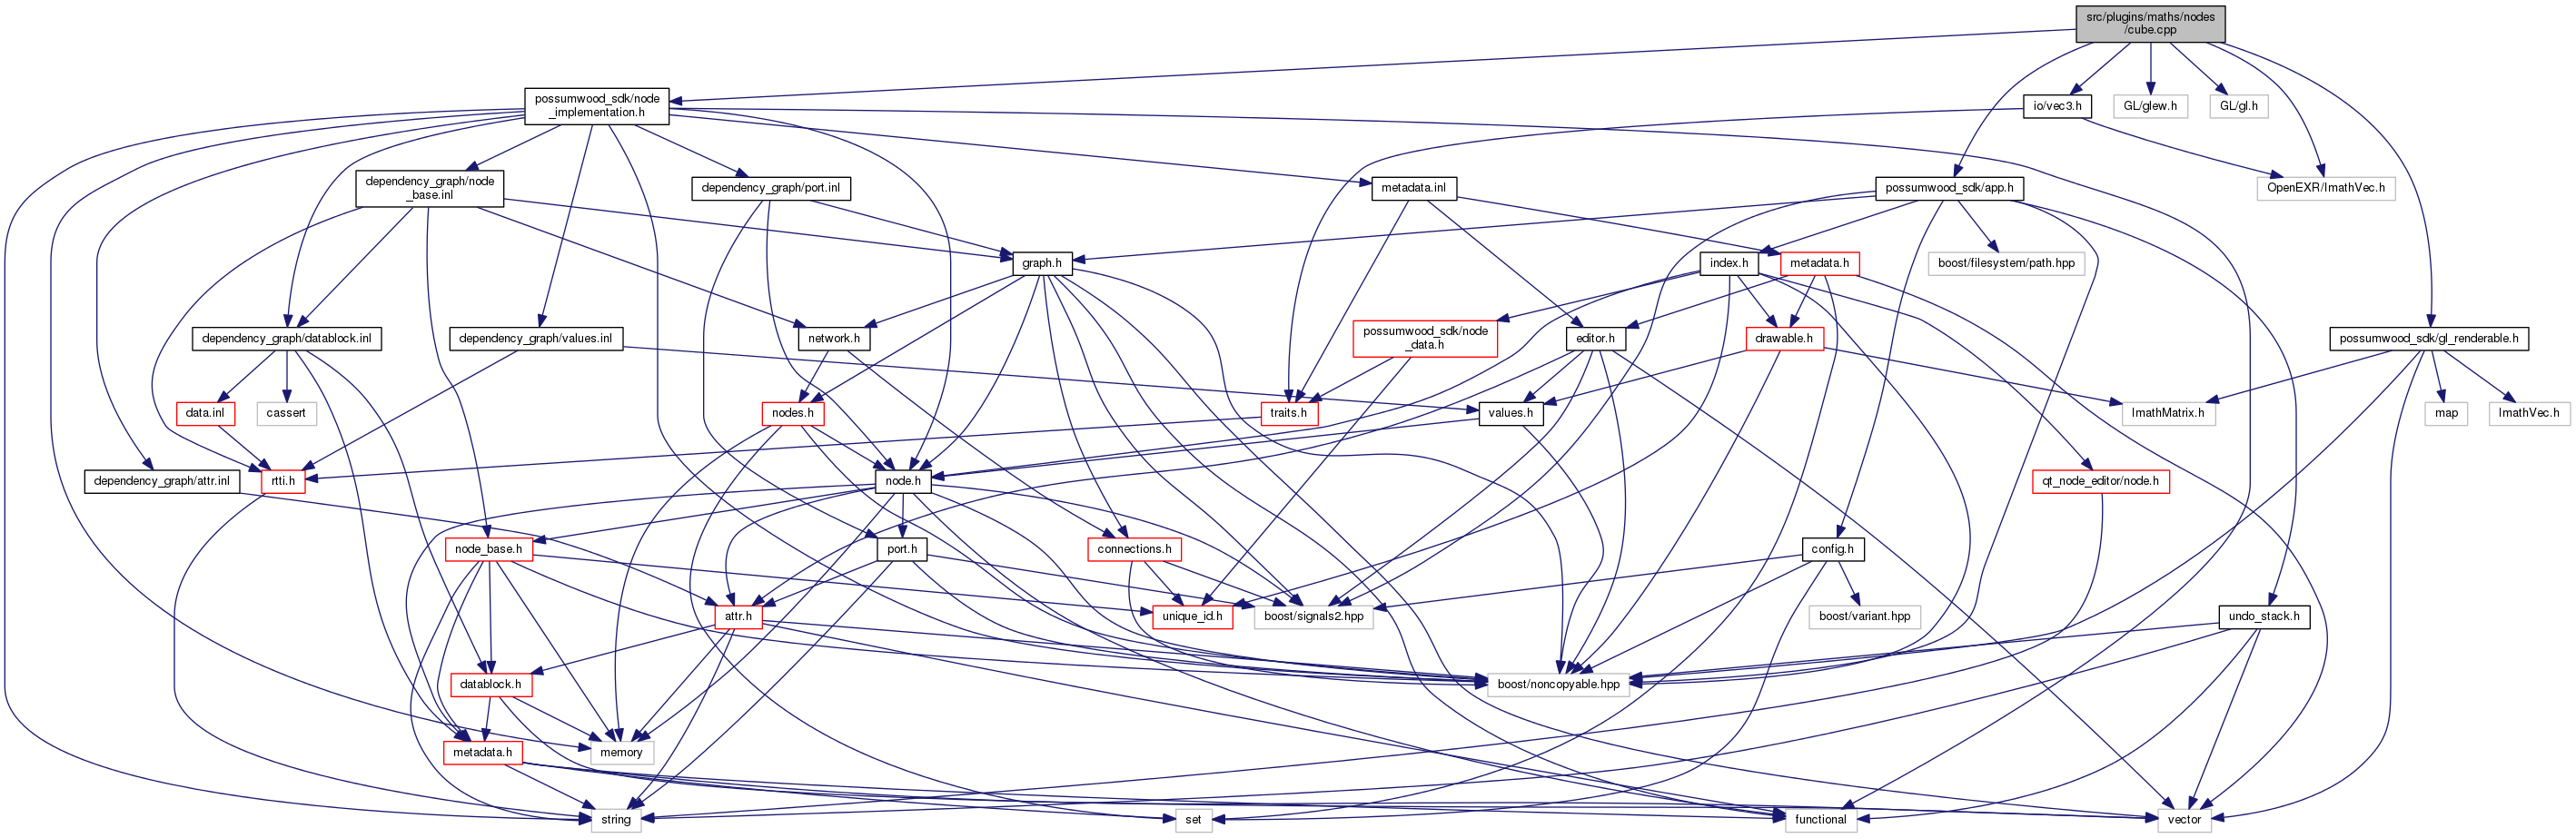 src/plugins/maths/nodes
/cube.cpp
possumwood_sdk/node
_implementation.h
io/vec3.h
GL/glew.h
GL/gl.h
dependency_graph/node
_base.inl
dependency_graph/port.inl
metadata.inl
possumwood_sdk/app.h
OpenEXR/ImathVec.h
graph.h
index.h
metadata.h
boost/filesystem/path.hpp
dependency_graph/datablock.inl
dependency_graph/values.inl
network.h
possumwood_sdk/node
_data.h
editor.h
drawable.h
possumwood_sdk/gl_renderable.h
data.inl
cassert
nodes.h
traits.h
values.h
ImathMatrix.h
map
ImathVec.h
dependency_graph/attr.inl
rtti.h
node.h
qt_node_editor/node.h
node_base.h
port.h
connections.h
config.h
attr.h
unique_id.h
boost/signals2.hpp
boost/variant.hpp
undo_stack.h
datablock.h
boost/noncopyable.hpp
metadata.h
memory
string
set
functional
vector